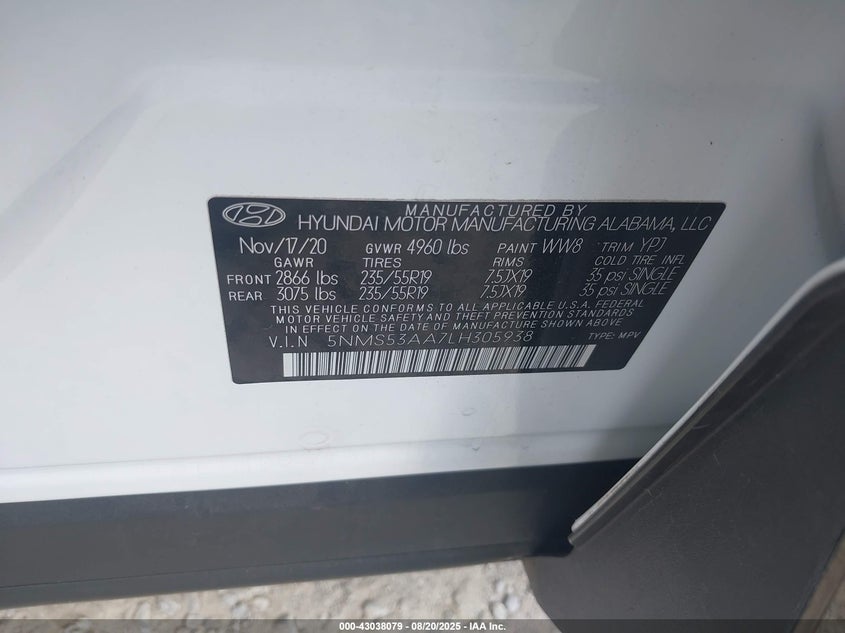 MANUFACTURED BY
HYUNDAI MOTOR MANUFACTURING ALABAMA, LLC
Nov/17/20 GVWR 4960 lbs PAINT WW8 TRIM YPJ
GAWR TIRES RIMS COLD TIRE INFL
FRONT 2866 lbs 235/55R19 7.5JX19 35 psi SINGLE
REAR 3075 lbs 235/55R19 7.5JX19 35 psi SINGLE
THIS VEHICLE CONFORMS TO ALL APPLICABLE U.S.A. FEDERAL
MOTOR VEHICLE SAFETY AND THEFT PREVENTION STANDARDS
IN EFFECT ON THE DATE OF MANUFACTURE SHOWN ABOVE
V.I.N 5NMS53AA7LH305938 TYPE: MPV
000-43038079 - 08/20/2025 - IAA Inc.